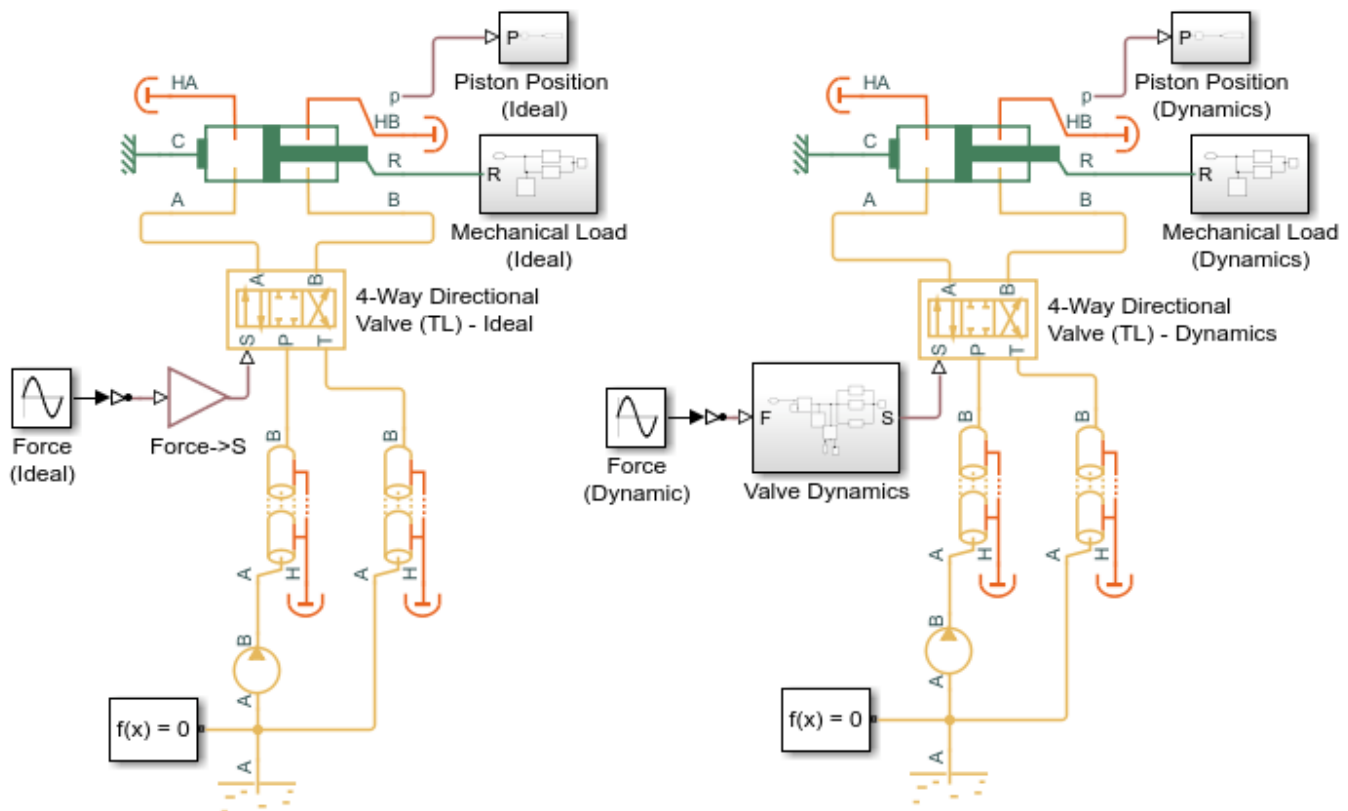 P
Piston Position
(Ideal)
HA
p
HB
C
R
R
A
B
Mechanical Load
(Ideal)
A
B
4-Way Directional
Valve (TL) - Ideal
S
P
T
Force
(Ideal)
Force->S
B
B
A
H
A
H
B
A
f(x) = 0
A
P
Piston Position
(Dynamics)
HA
p
HB
C
R
R
A
B
Mechanical Load
(Dynamics)
A
B
4-Way Directional
Valve (TL) - Dynamics
S
P
T
Force
(Dynamic)
F
S
Valve Dynamics
B
B
A
H
A
H
B
A
f(x) = 0
A